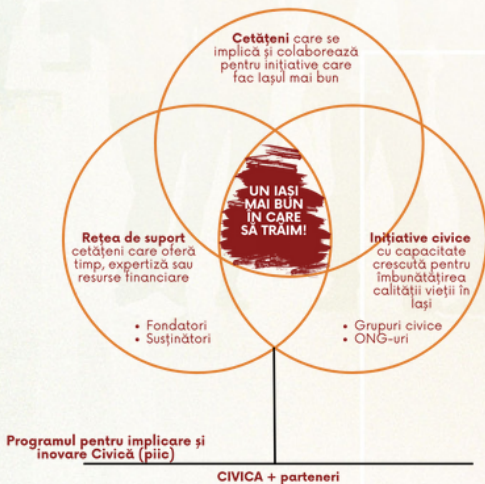 Cetățeni care se
implică și colaborează
pentru inițiative care
fac Iașul mai bun
UN IAȘI
MAI BUN
ÎN CARE
SĂ TRĂIM!
Rețea de suport
cetățeni care oferă
timp, expertiză sau
resurse financiare
• Fondatori
• Susținători
Inițiative civice
cu capacitate
crescută pentru
îmbunătățirea
calității vieții în
Iași
• Grupuri civice
• ONG-uri
Programul pentru implicare și
inovare Civică (piic)
CIVICA + parteneri